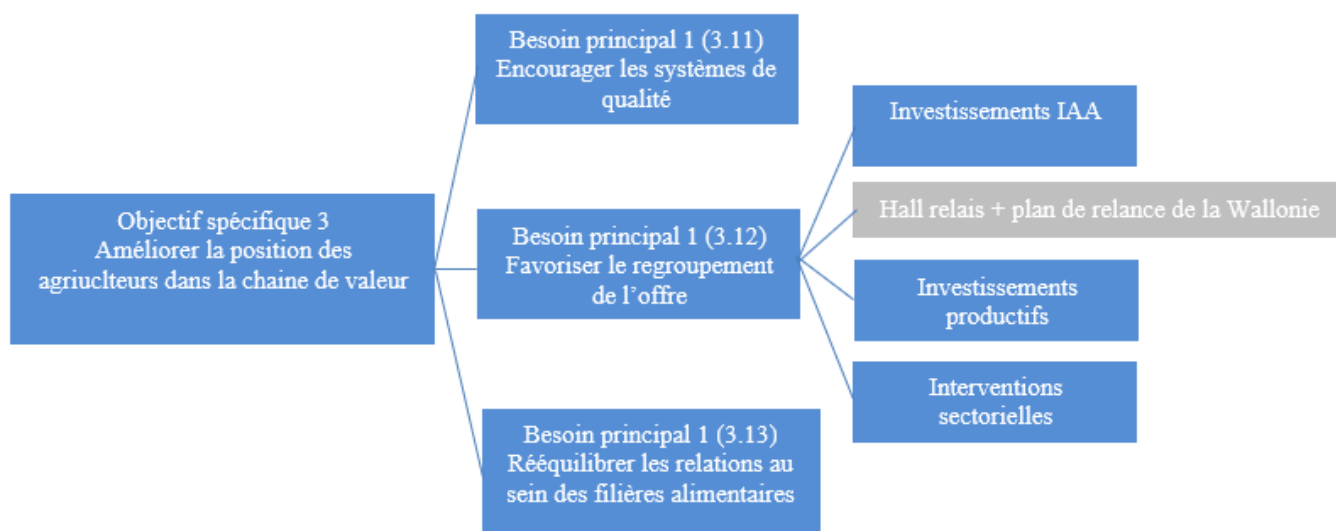 Besoin principal 1 (3.11)
Encourager les systèmes de
qualité
Investissements IAA
Objectif spécifique 3
Améliorer la position des
agriuclteurs dans la chaine de valeur
Besoin principal 1 (3.12)
Favoriser le regroupement
de l’offre
Hall relais + plan de relance de la Wallonie
Investissements
productifs
Interventions
sectorielles
Besoin principal 1 (3.13)
Rééquilibrer les relations au
sein des filières alimentaires